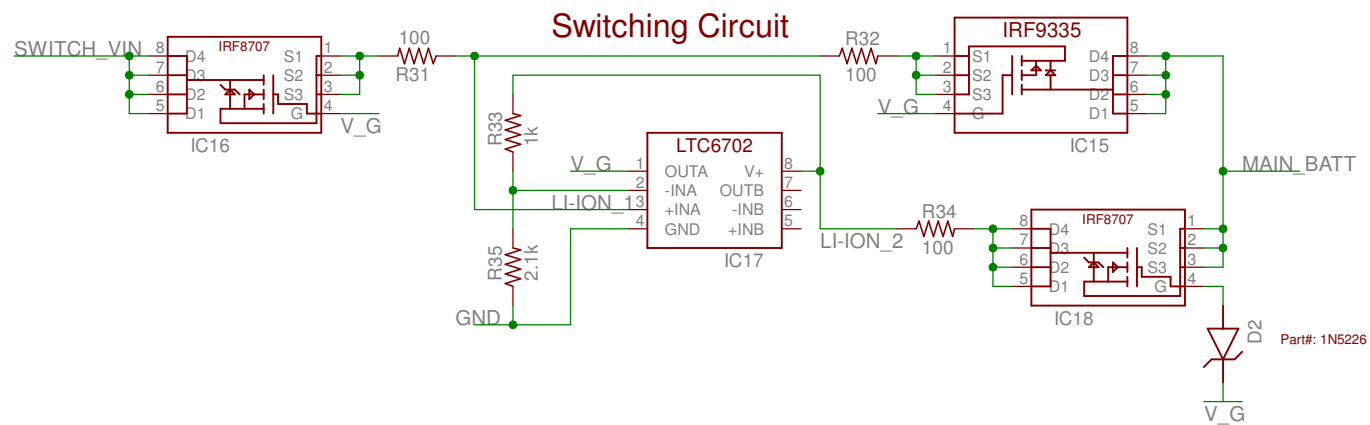 Switching Circuit
SWITCH_VIN
8
7
6
5
IRF8707
D4
D3
D2
D1
S1
S2
S3
G
1
2
3
4
V_G
IC16
100
R31
R32
100
IRF9335
1
2
3
4
S1
S2
S3
G
D4
D3
D2
D1
8
7
6
5
V_G
IC15
MAIN_BATT
R33
1k
LTC6702
V_G
LI-ION_1
1
2
3
4
OUTA
-INA
+INA
GND
V+
OUTB
-INB
+INB
8
7
6
5
IC17
R35
2.1k
GND
LI-ION_2
R34
100
IRF8707
8
7
6
5
D4
D3
D2
D1
S1
S2
S3
G
1
2
3
4
IC18
D2
Part#: 1N5226
V_G